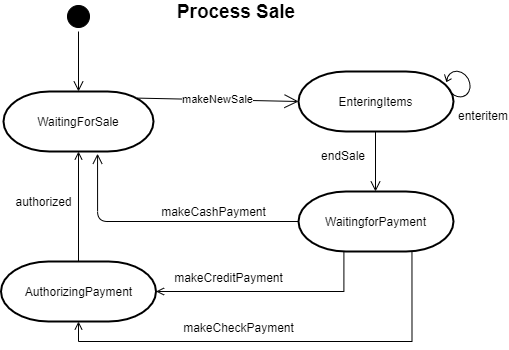 Process Sale
makeNewSale
WaitingForSale
EnteringItems
enteritem
endSale
authorized
makeCashPayment
WaitingforPayment
makeCreditPayment
AuthorizingPayment
makeCheckPayment